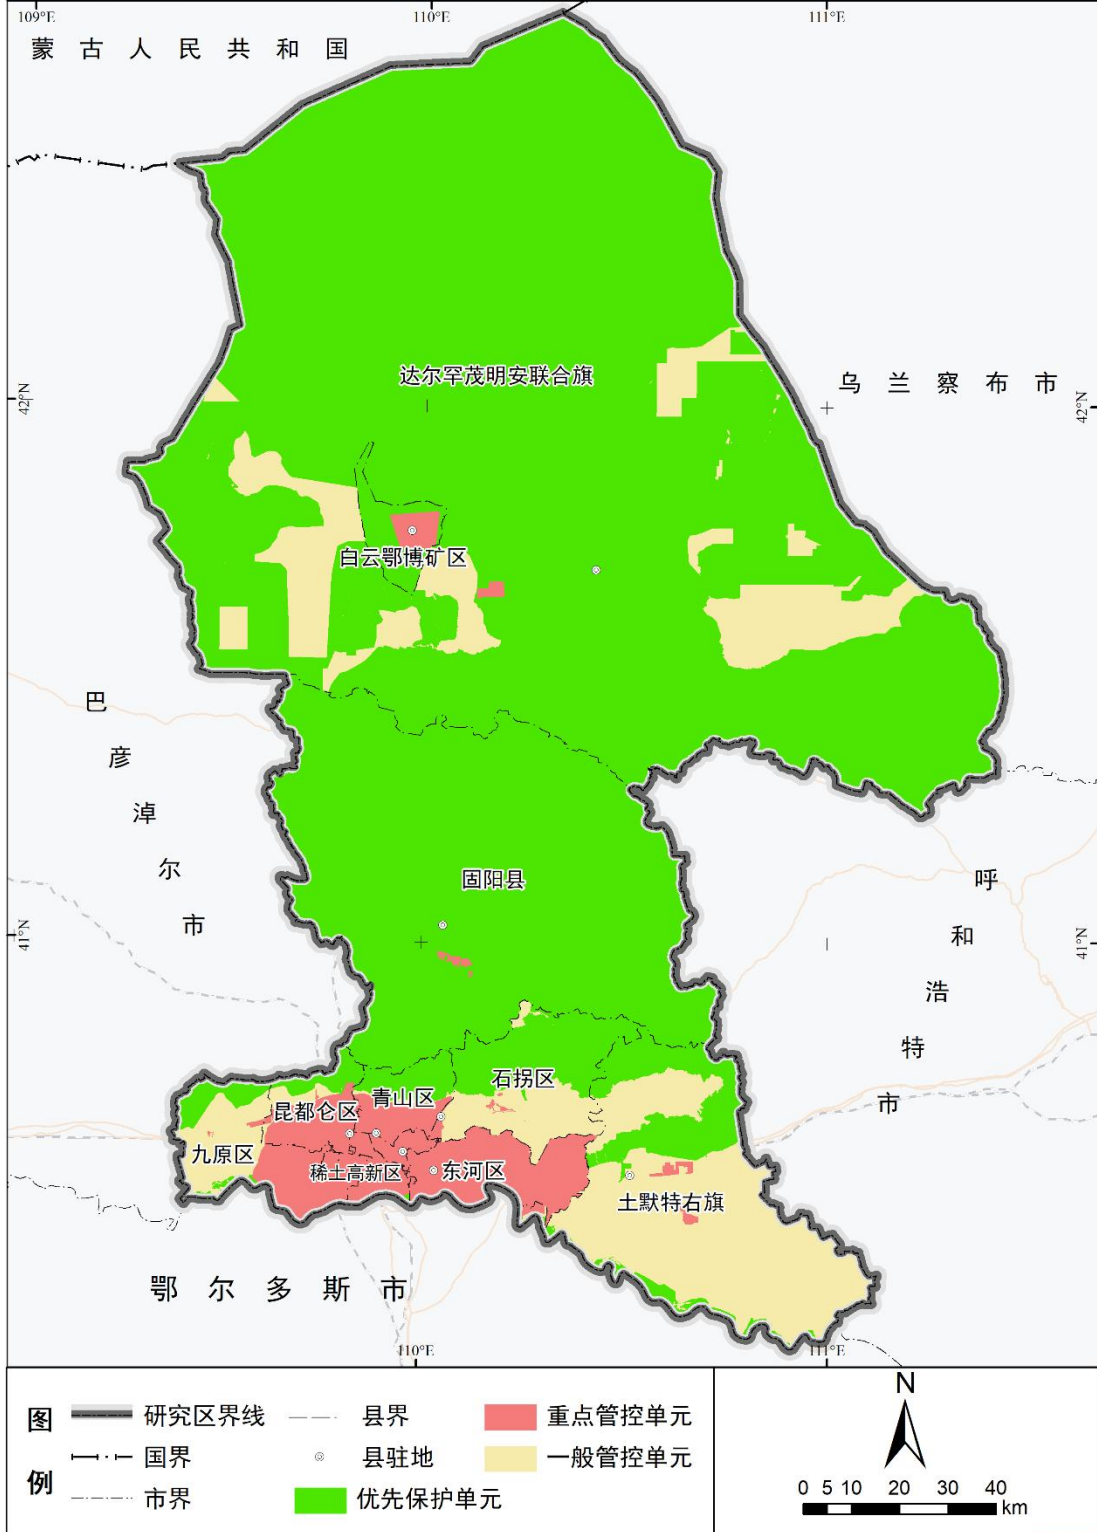 109°E
110°E
111°E
蒙古人民共和国
达尔罕茂明安联合旗
乌兰察布市
42°N
42°N
白云鄂博矿区
巴彦淖尔市
固阳县
呼和浩特市
41°N
41°N
石拐区
青山区
昆都仑区
九原区
稀土高新区
东河区
土默特右旗
鄂尔多斯市
110°E
111°E
图例
研究区界线
县界
重点管控单元
国界
县驻地
一般管控单元
市界
优先保护单元
N
0 5 10 20 30 40
km